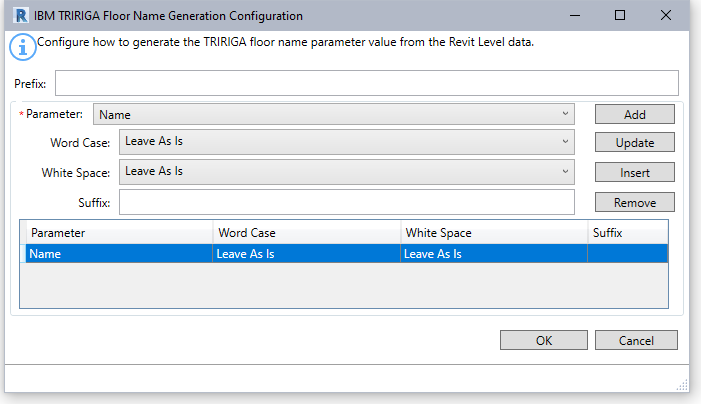 R IBM TRIRIGA Floor Name Generation Configuration
Configure how to generate the TRIRIGA floor name parameter value from the Revit Level data.
Prefix:
* Parameter: Name Add
Word Case: Leave As Is Update
White Space: Leave As Is Insert
Suffix: Remove
Parameter Word Case White Space Suffix
Name Leave As Is Leave As Is
OK Cancel